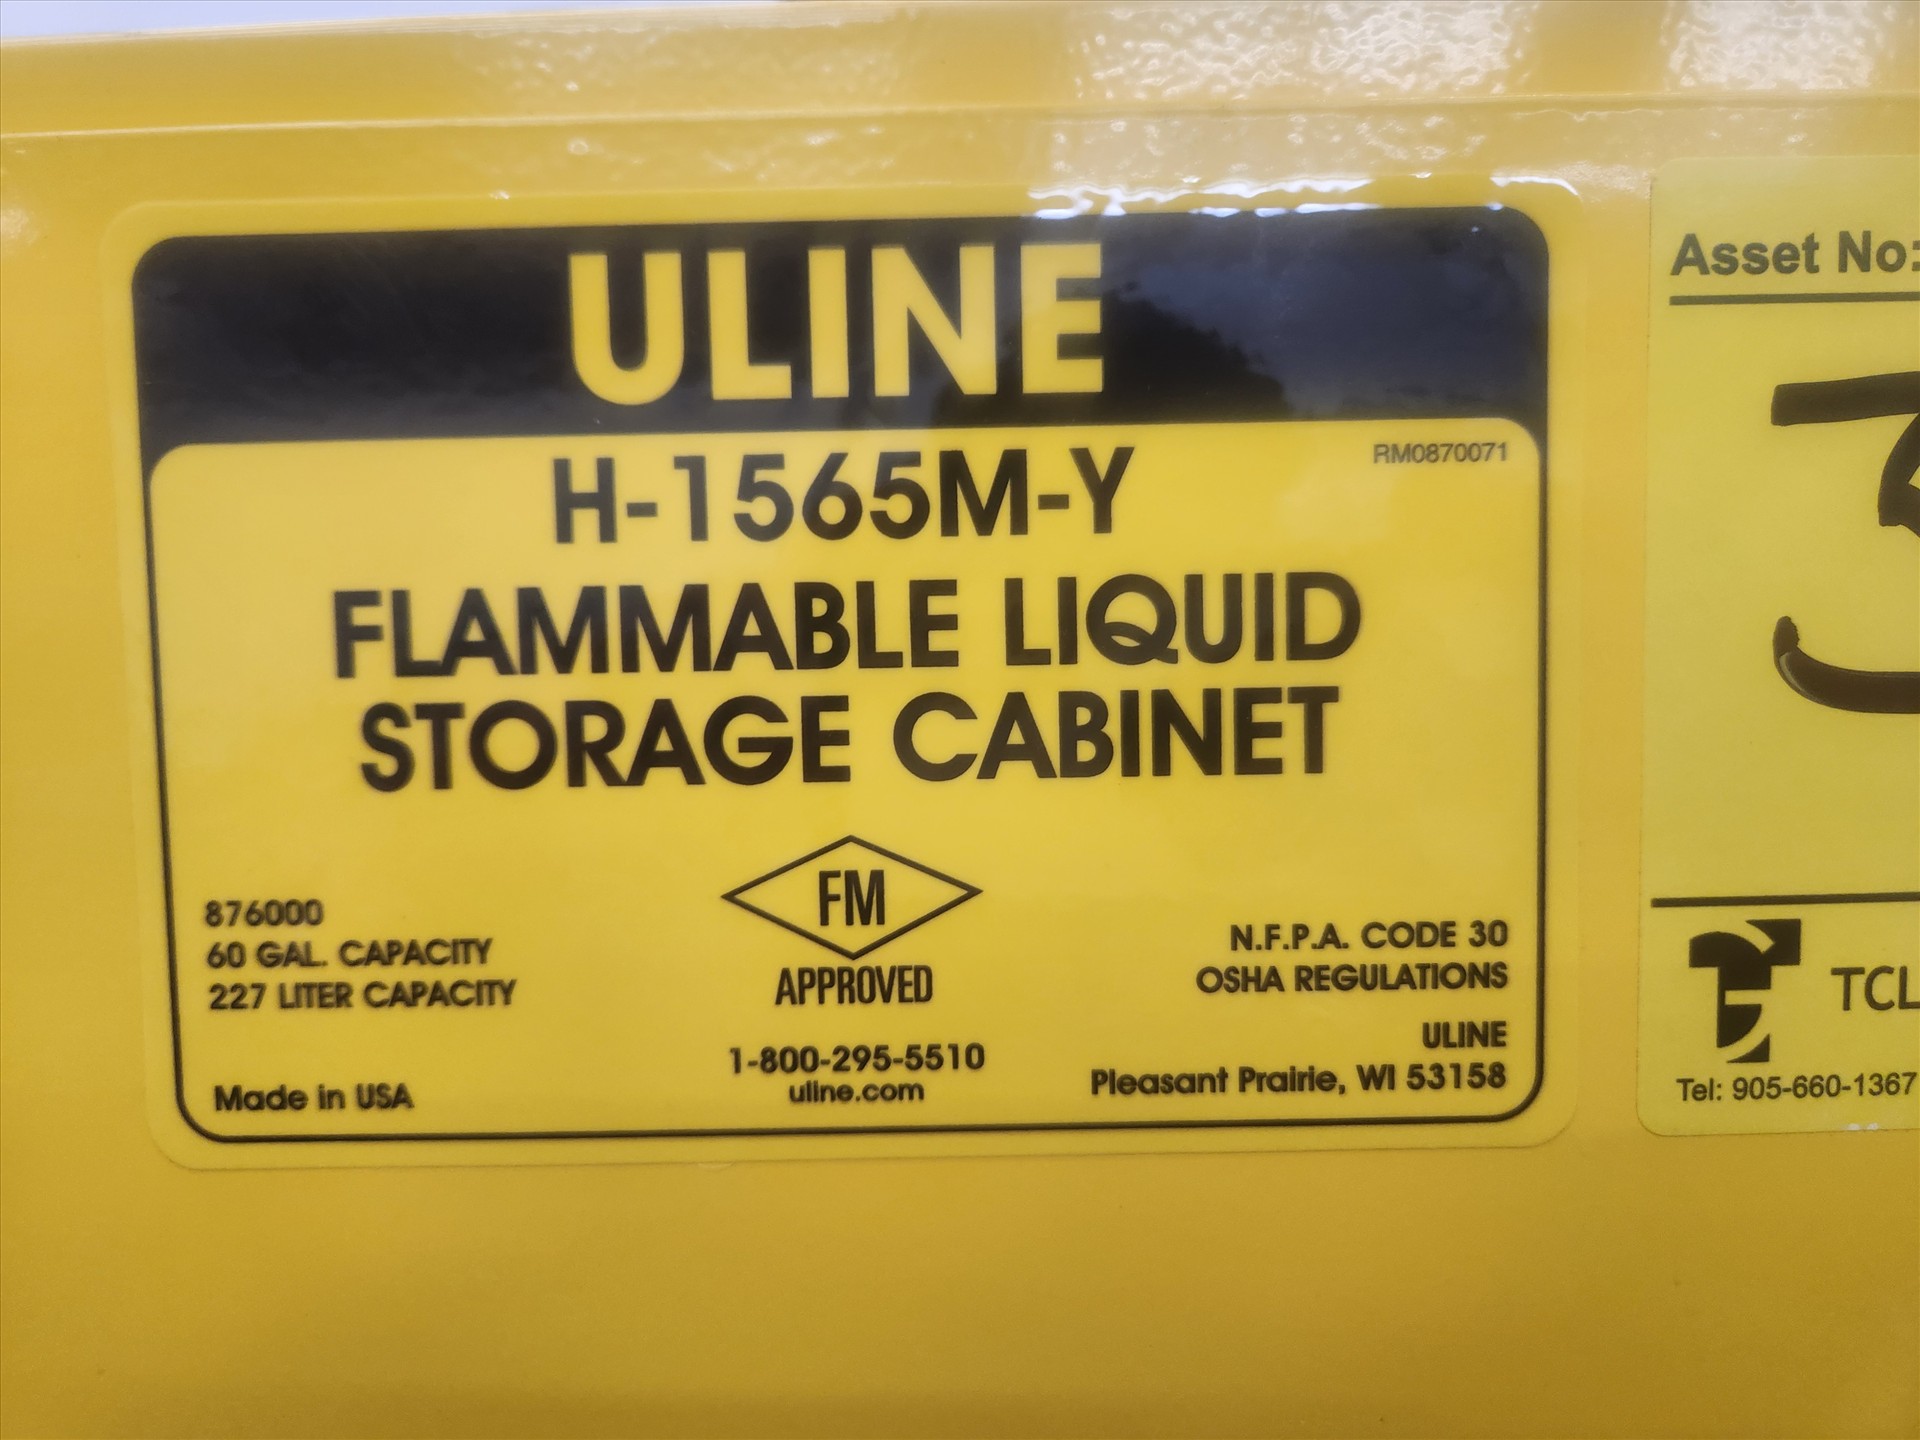 ULINE
H-1565M-Y
RM0870071
FLAMMABLE LIQUID
STORAGE CABINET
876000
60 GAL. CAPACITY
227 LITER CAPACITY
Made in USA
FM
APPROVED
1-800-295-5510
uline.com
N.F.P.A. CODE 30
OSHA REGULATIONS
ULINE
Pleasant Prairie, WI 53158
Asset No:
TCL
Tel: 905-660-1367